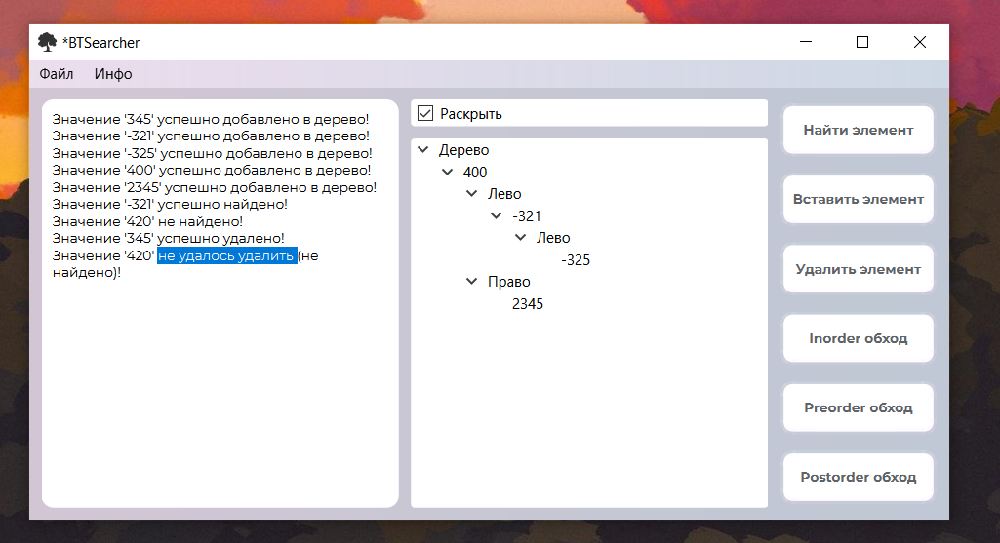 *BTSearcher
Файл Инфо
Значение '345' успешно добавлено в дерево!
Значение '-321' успешно добавлено в дерево!
Значение '-325' успешно добавлено в дерево!
Значение '400' успешно добавлено в дерево!
Значение '2345' успешно добавлено в дерево!
Значение '-321' успешно найдено!
Значение '420' не найдено!
Значение '345' успешно удалено!
Значение '420' не удалось удалить (не
найдено)!
Раскрыть
Дерево
400
Лево
-321
Лево
-325
Право
2345
Найти элемент
Вставить элемент
Удалить элемент
Inorder обход
Preorder обход
Postorder обход